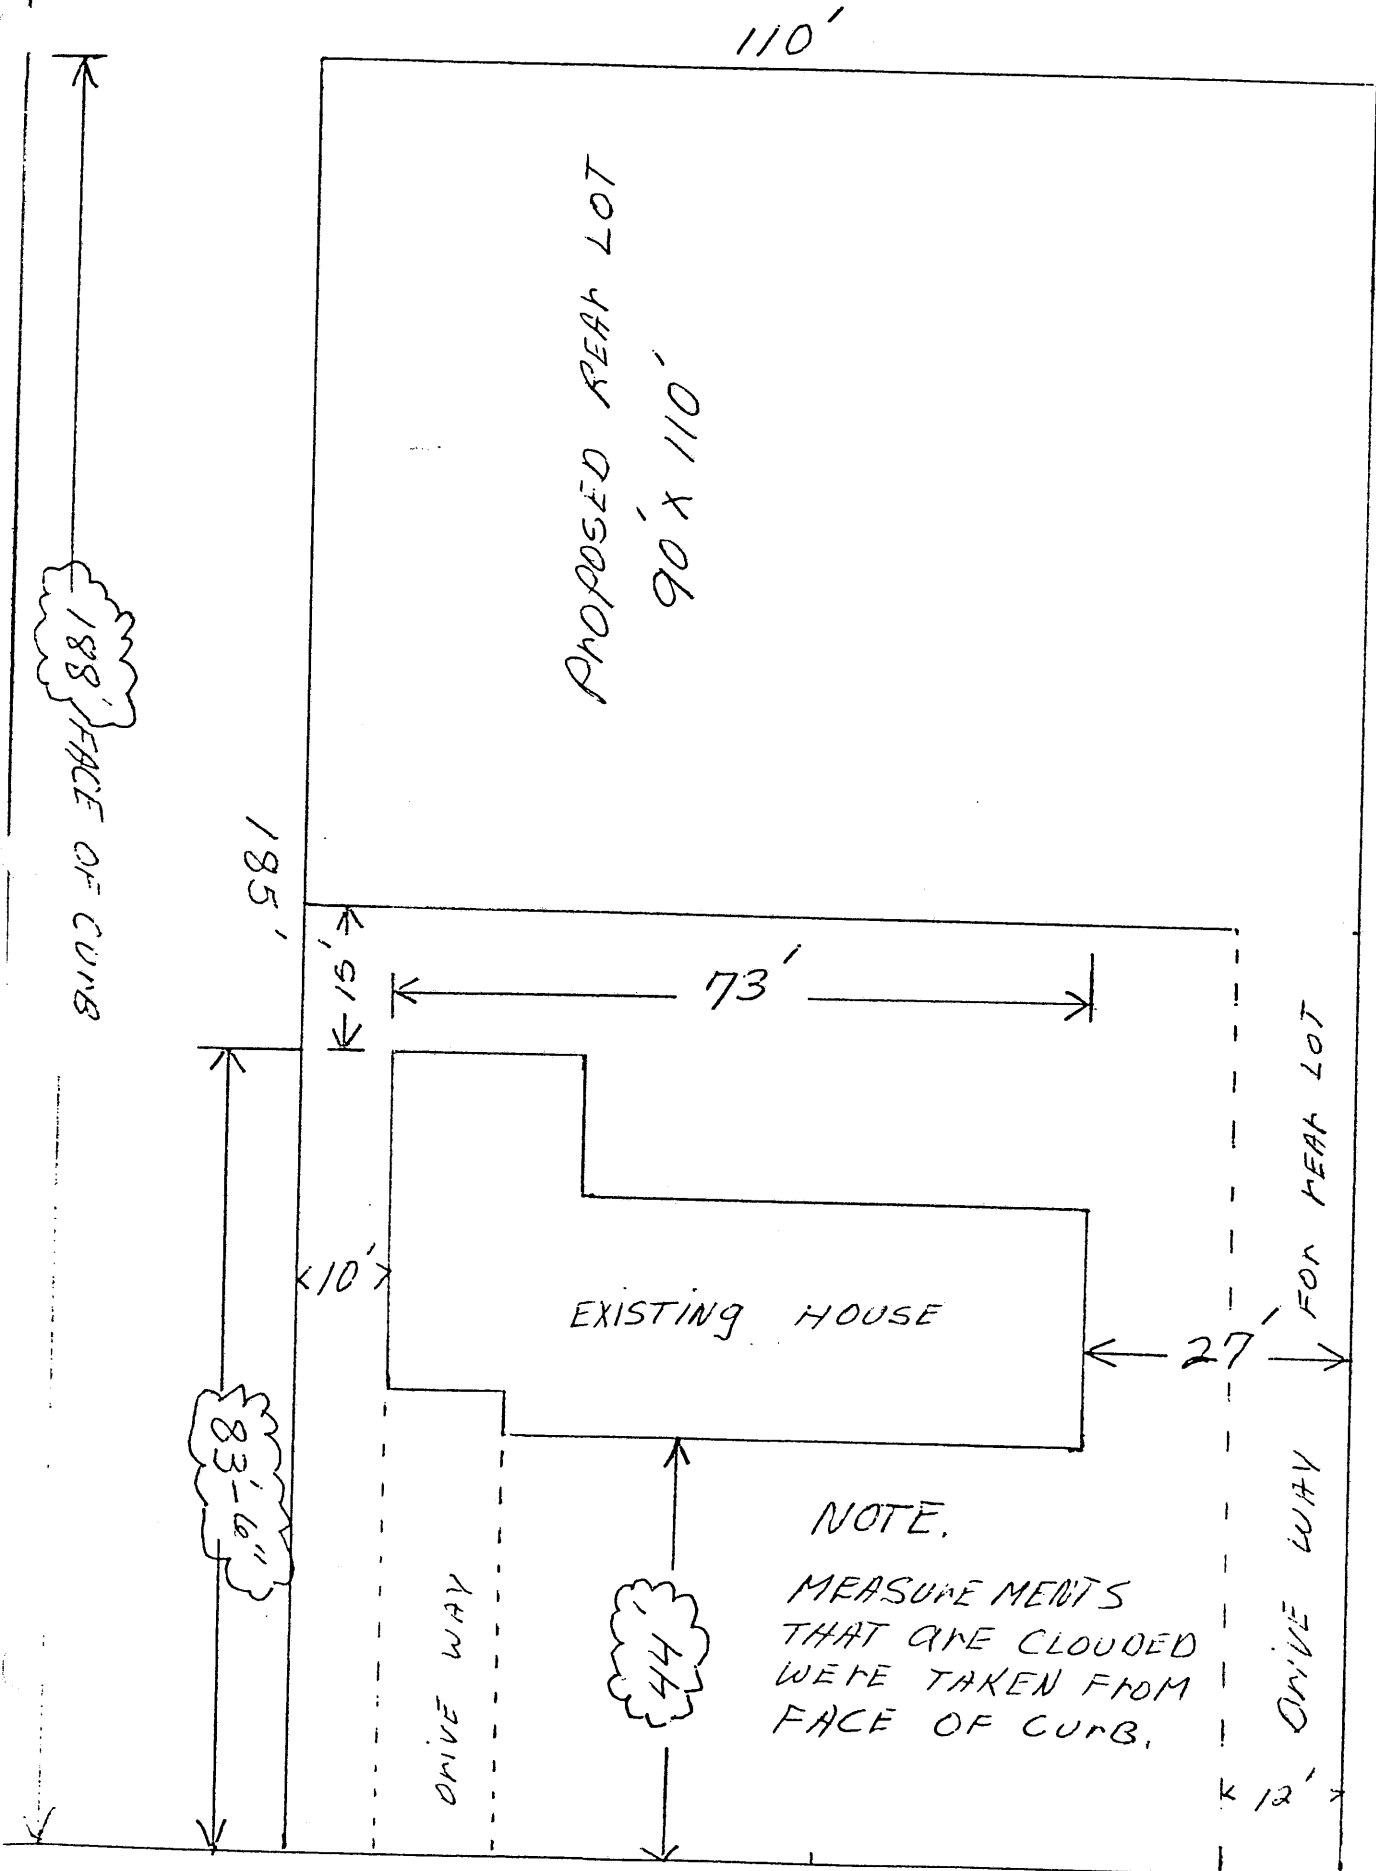 110'
PROPOSED REAR LOT
90' X 110'
188' FACE OF CURB
185'
15'
73'
10'
EXISTING HOUSE
27'
DRIVE WAY FOR REAR LOT
83'-6"
DRIVE WAY
44'
NOTE.
MEASUREMENTS
THAT ARE CLOUDED
WERE TAKEN FROM
FACE OF CURB.
12'